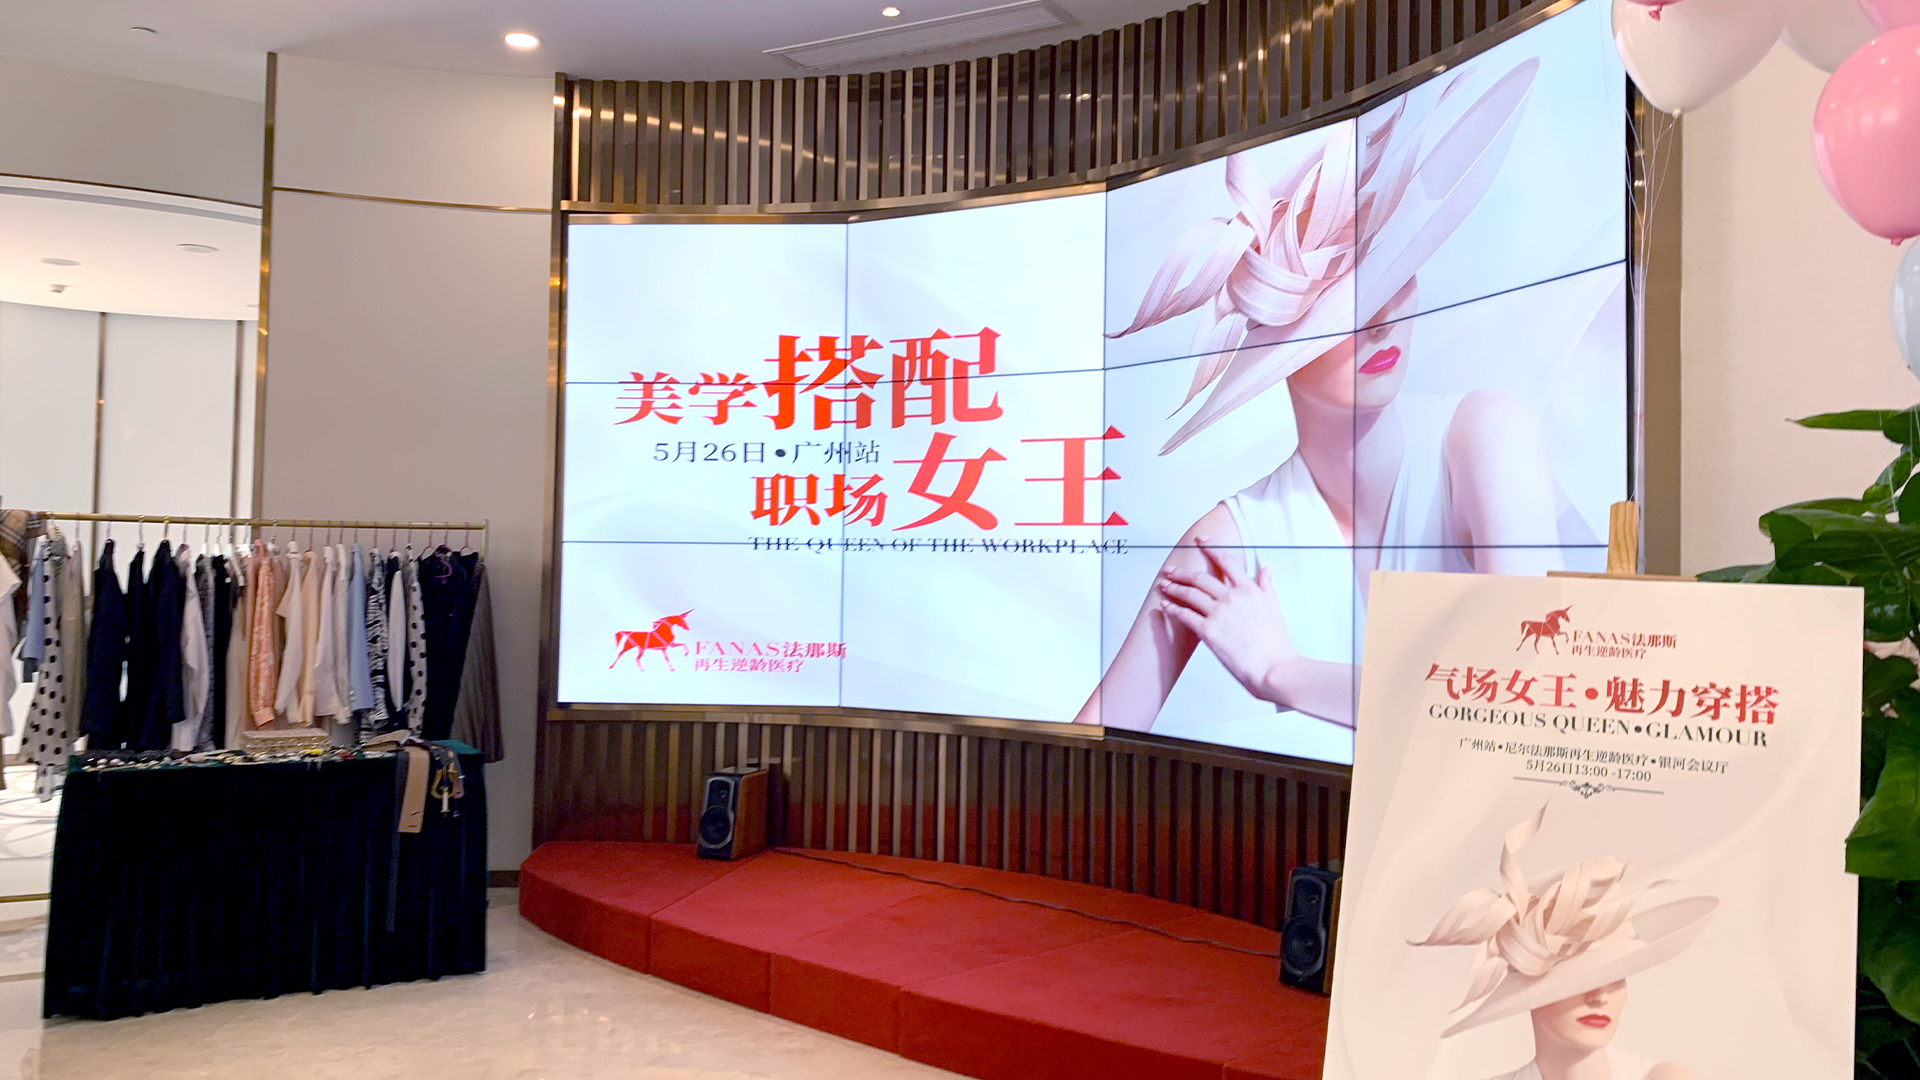 美学搭配
5月26日•广州站
职场女王
THE QUEEN OF THE WORKPLACE
FANAS法那斯
再生逆龄医疗
FANAS法那斯
再生逆龄医疗
气场女王•魅力穿搭
GORGEOUS QUEEN•GLAMOUR
广州站•尼尔法那斯再生逆龄医疗•银河会议厅
5月26日13:00 -17:00